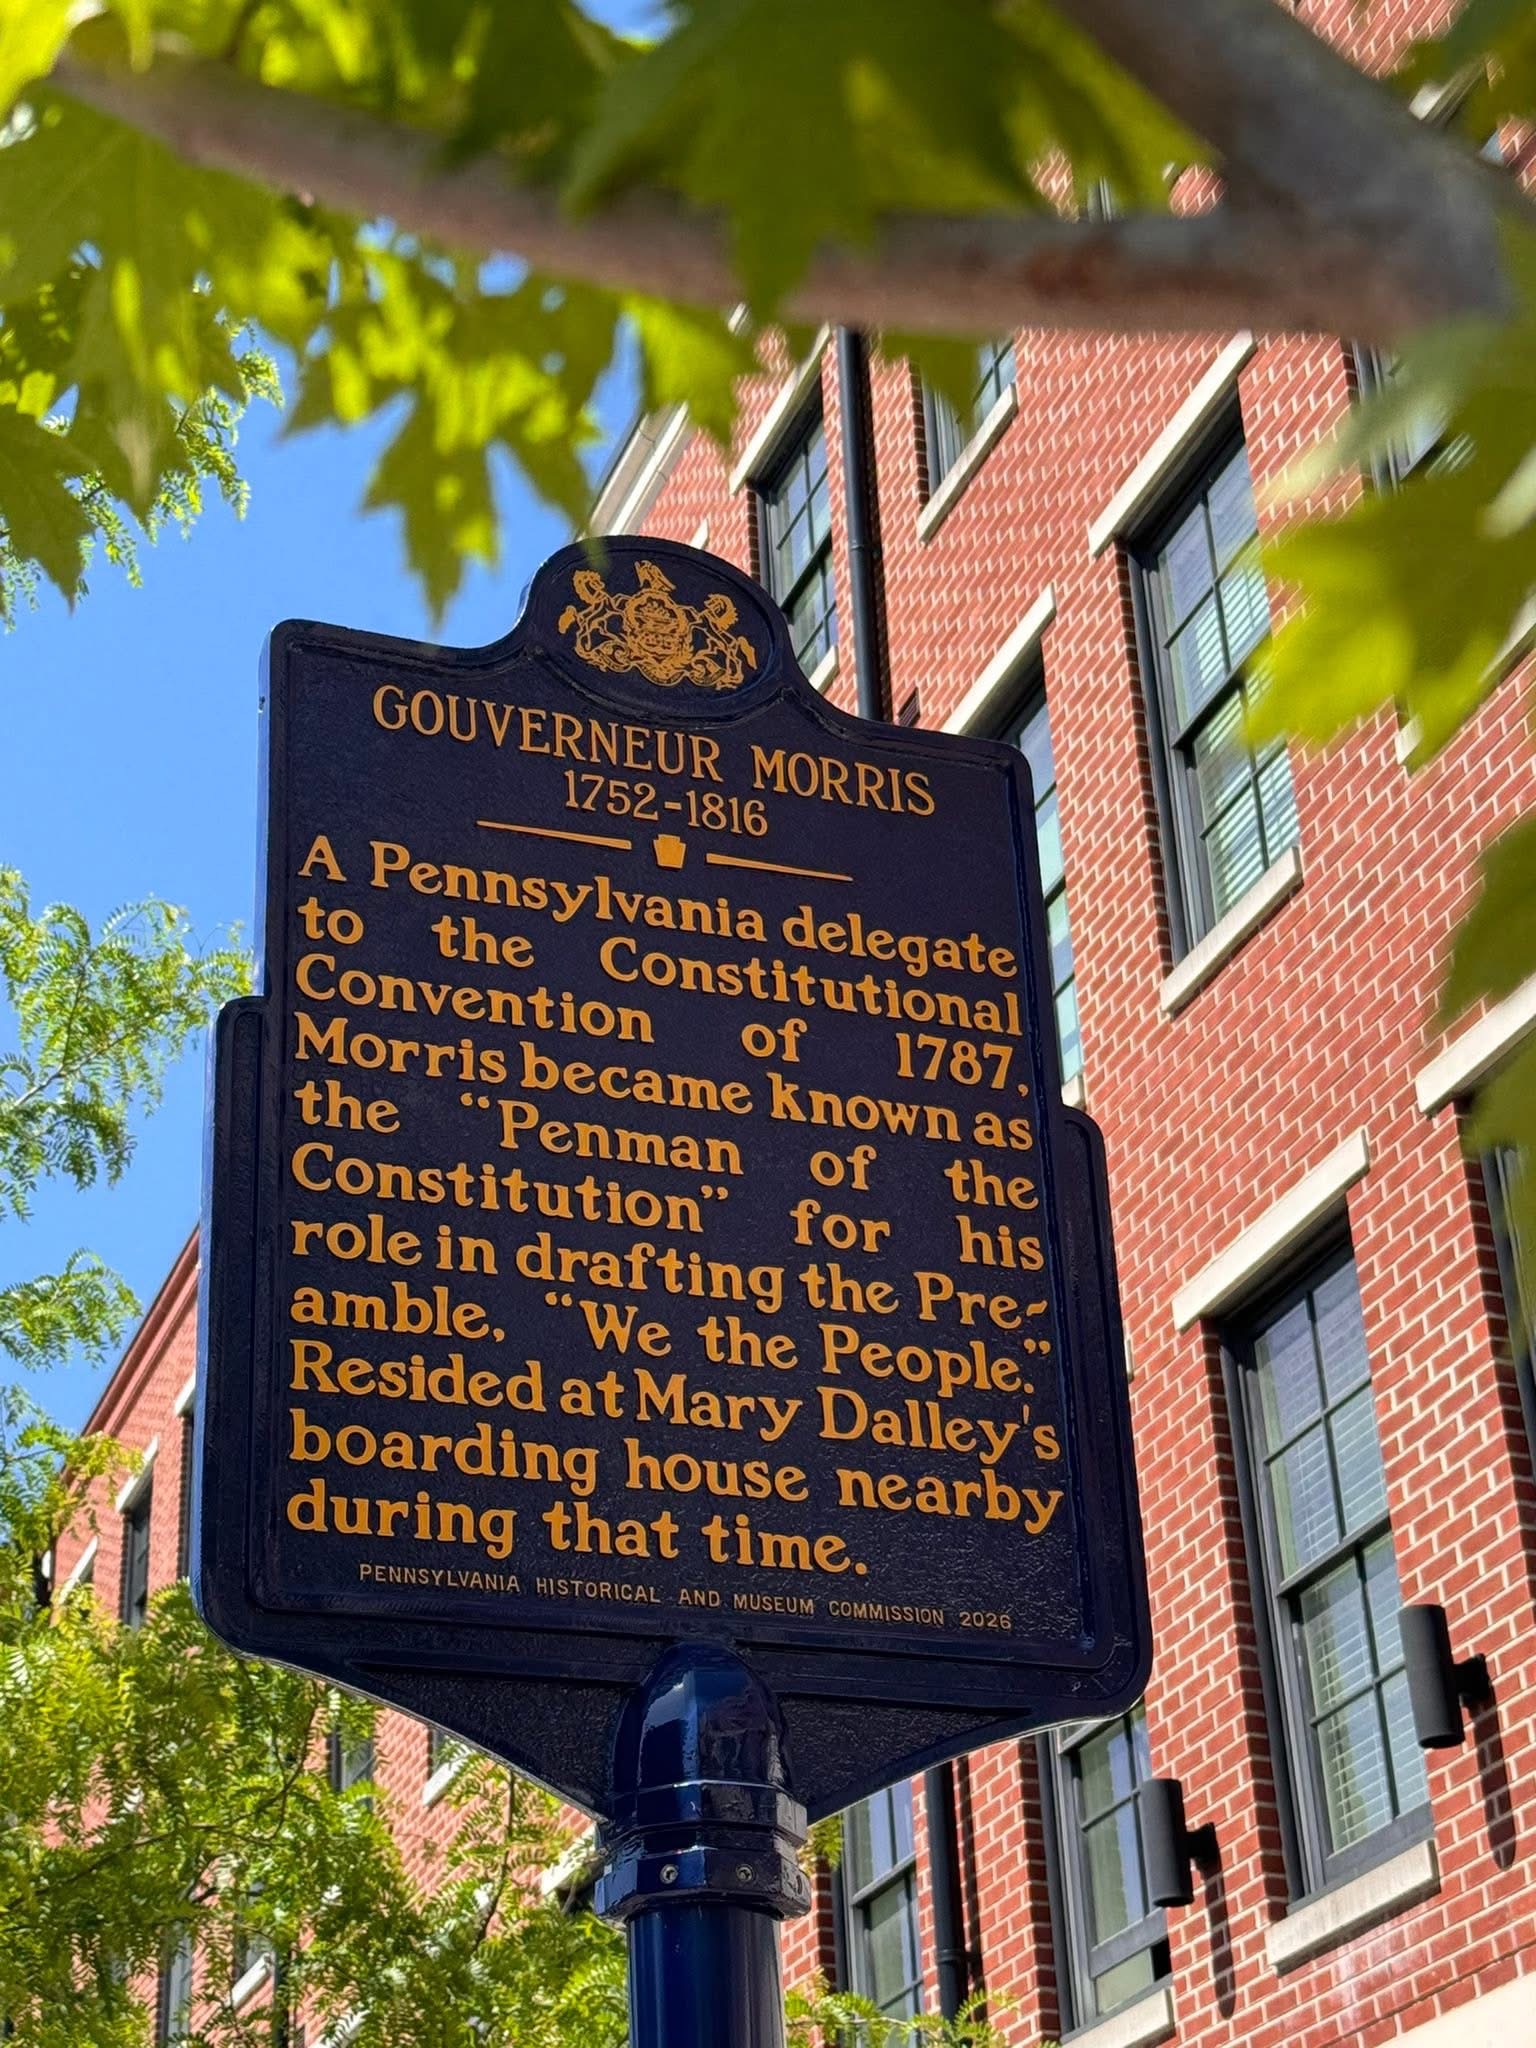 GOUVERNEUR MORRIS
1752-1816
A Pennsylvania delegate
to the Constitutional
Convention of 1787,
Morris became known as
the “Penman of the
Constitution” for his
role in drafting the Pre-
amble, “We the People.”
Resided at Mary Dalley's
boarding house nearby
during that time.
PENNSYLVANIA HISTORICAL AND MUSEUM COMMISSION 2026